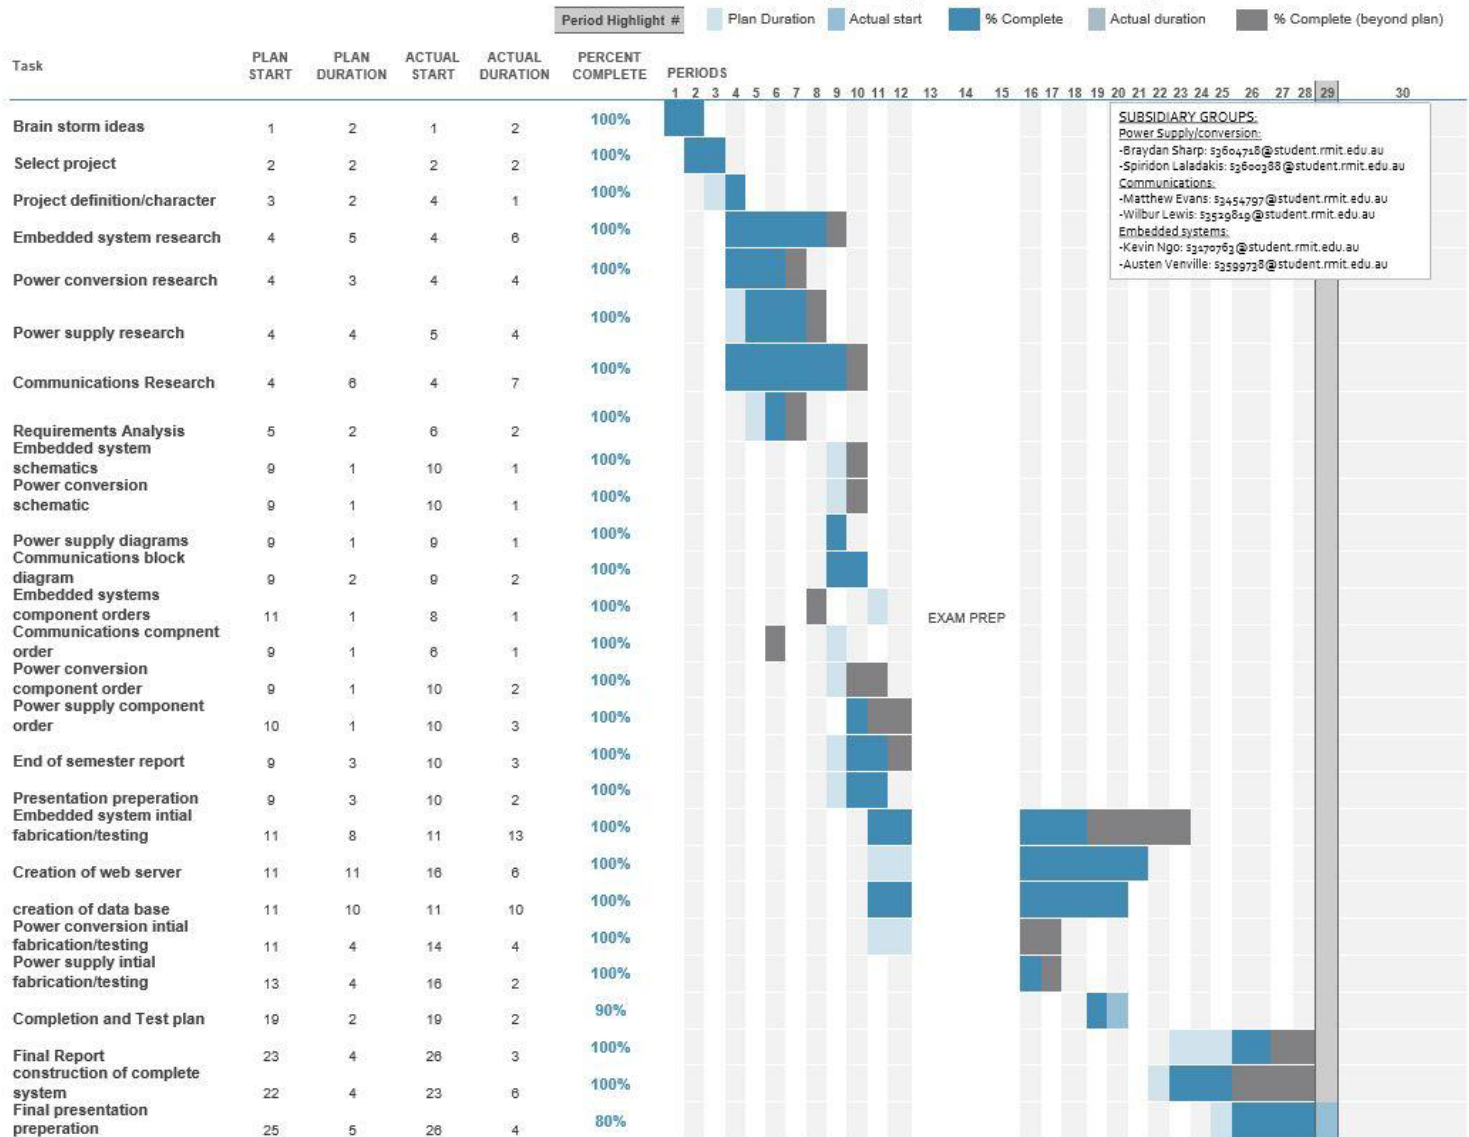 Period Highlight # Plan Duration Actual start % Complete Actual duration % Complete (beyond plan)
Task PLAN START PLAN DURATION ACTUAL START ACTUAL DURATION PERCENT COMPLETE PERIODS
1 2 3 4 5 6 7 8 9 10 11 12 13 14 15 16 17 18 19 20 21 22 23 24 25 26 27 28 29 30
SUBSIDIARY GROUPS:
Power Supply/conversion:
-Braydan Sharp: s3604718@student.rmit.edu.au
-Spiridon Laladakis: s3600388@student.rmit.edu.au
Communications:
-Matthew Evans: s3454797@student.rmit.edu.au
-Wilbur Lewis: s3529819@student.rmit.edu.au
Embedded systems:
-Kevin Ngo: s3170763@student.rmit.edu.au
-Austen Venville: s3599738@student.rmit.edu.au
Brain storm ideas 1 2 1 2 100%
Select project 2 2 2 2 100%
Project definition/character 3 2 4 1 100%
Embedded system research 4 5 4 6 100%
Power conversion research 4 3 4 4 100%
Power supply research 4 4 5 4 100%
Communications Research 4 6 4 7 100%
Requirements Analysis 5 2 6 2 100%
Embedded system
schematics 9 1 10 1 100%
Power conversion
schematic 9 1 10 1 100%
Power supply diagrams 9 1 9 1 100%
Communications block
diagram 9 2 9 2 100%
Embedded systems
component orders 11 1 8 1 100%
EXAM PREP
Communications compnent
order 9 1 6 1 100%
Power conversion
component order 9 1 10 2 100%
Power supply component
order 10 1 10 3 100%
End of semester report 9 3 10 3 100%
Presentation preperation 9 3 10 2 100%
Embedded system intial
fabrication/testing 11 8 11 13 100%
Creation of web server 11 11 16 6 100%
creation of data base 11 10 11 10 100%
Power conversion intial
fabrication/testing 11 4 14 4 100%
Power supply intial
fabrication/testing 13 4 16 2 100%
Completion and Test plan 19 2 19 2 90%
Final Report 23 4 26 3 100%
construction of complete
system 22 4 23 6 100%
Final presentation
preperation 25 5 26 4 80%